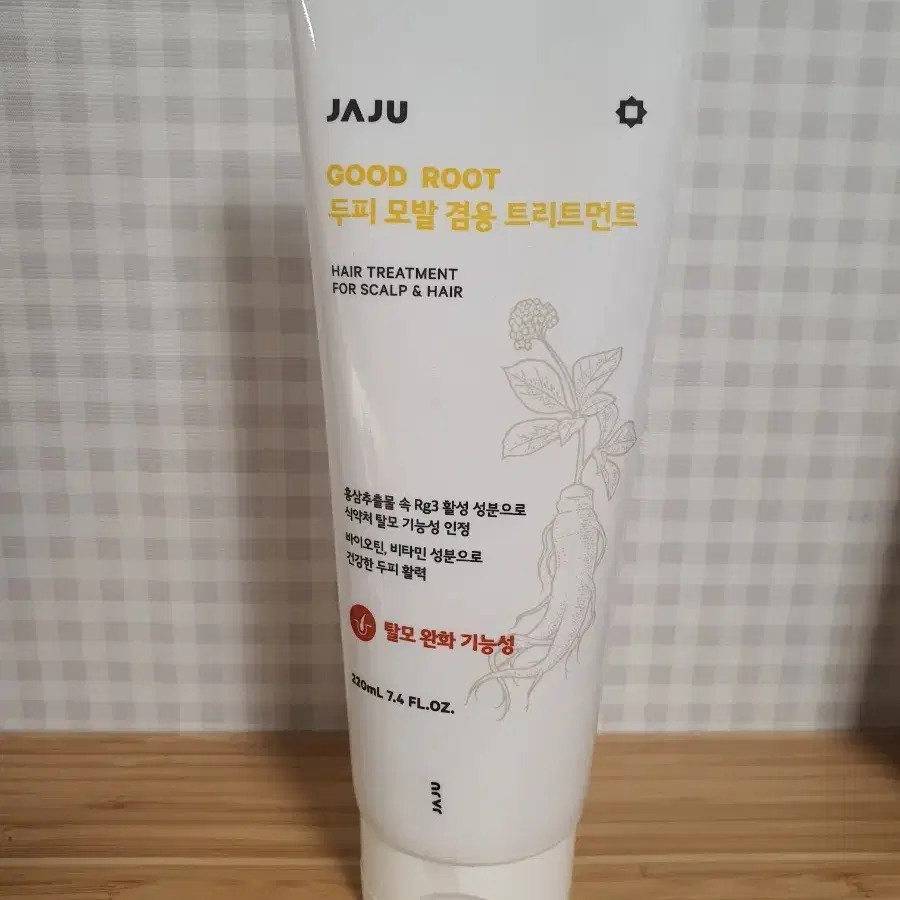 JAJU
GOOD ROOT
두피 모발 겸용 트리트먼트
HAIR TREATMENT
FOR SCALP & HAIR
홍삼추출물 속 Rg3 활성 성분으로
식약처 탈모 기능성 인정
바이오틴, 비타민 성분으로
건강한 두피 활력
탈모 완화 기능성
220mL 7.4 FL.OZ.
JAJU